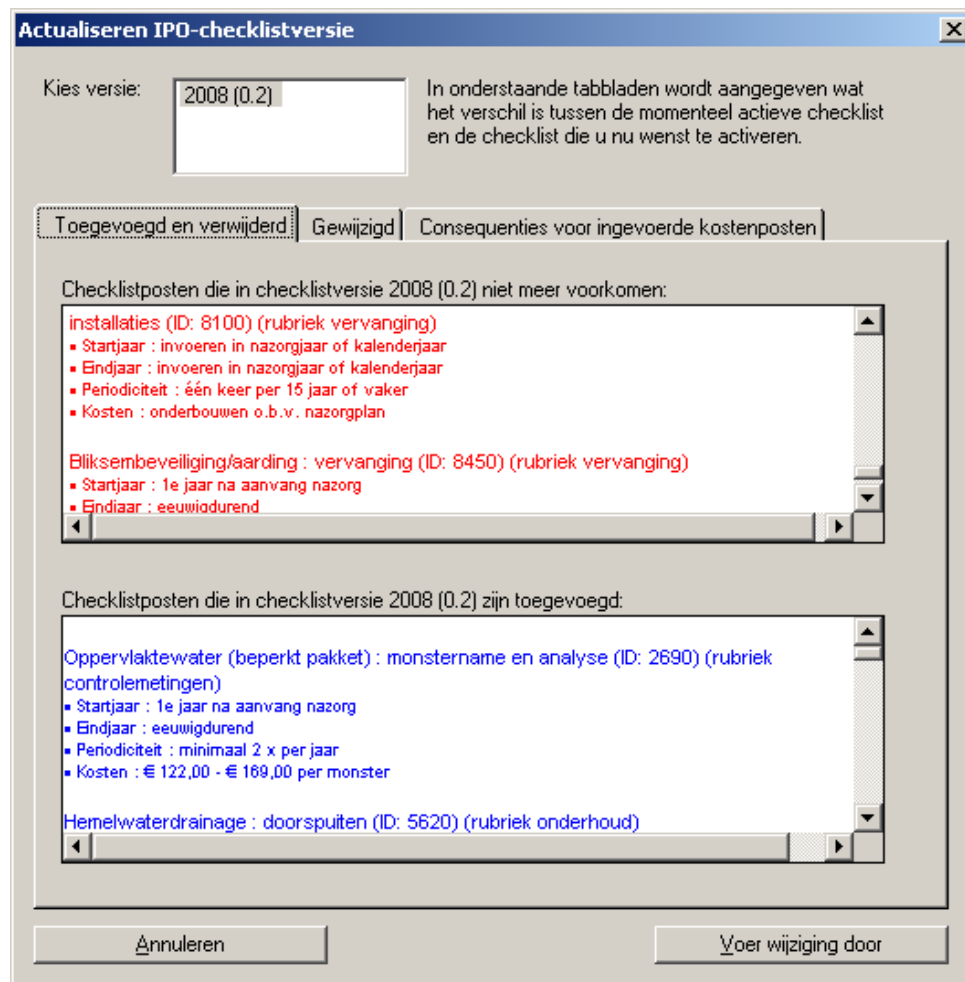 Actualiseren IPO-checklistversie
Kies versie:
2008 (0.2)
In onderstaande tabbladen wordt aangegeven wat
het verschil is tussen de momenteel actieve checklist
en de checklist die u nu wenst te activeren.
Toegevoegd en verwijderd
Gewijzigd
Consequenties voor ingevoerde kostenposten
Checklistposten die in checklistversie 2008 (0.2) niet meer voorkomen:
installaties (ID: 8100) (rubriek vervanging)
▪ Startjaar : invoeren in nazorgjaar of kalenderjaar
▪ Eindjaar : invoeren in nazorgjaar of kalenderjaar
▪ Periodiciteit : één keer per 15 jaar of vaker
▪ Kosten : onderbouwen o.b.v. nazorgplan
Bliksembeveiliging/aarding : vervanging (ID: 8450) (rubriek vervanging)
▪ Startjaar : 1e jaar na aanvang nazorg
▪ Eindjaar : eeuwigdurend
Checklistposten die in checklistversie 2008 (0.2) zijn toegevoegd:
Oppervlaktewater (beperkt pakket) : monstername en analyse (ID: 2690) (rubriek
controlemetingen)
▪ Startjaar : 1e jaar na aanvang nazorg
▪ Eindjaar : eeuwigdurend
▪ Periodiciteit : minimaal 2 x per jaar
▪ Kosten : € 122,00 - € 169,00 per monster
Hemelwaterdrainage : doorspuiten (ID: 5620) (rubriek onderhoud)
Annuleren
Voer wijziging door